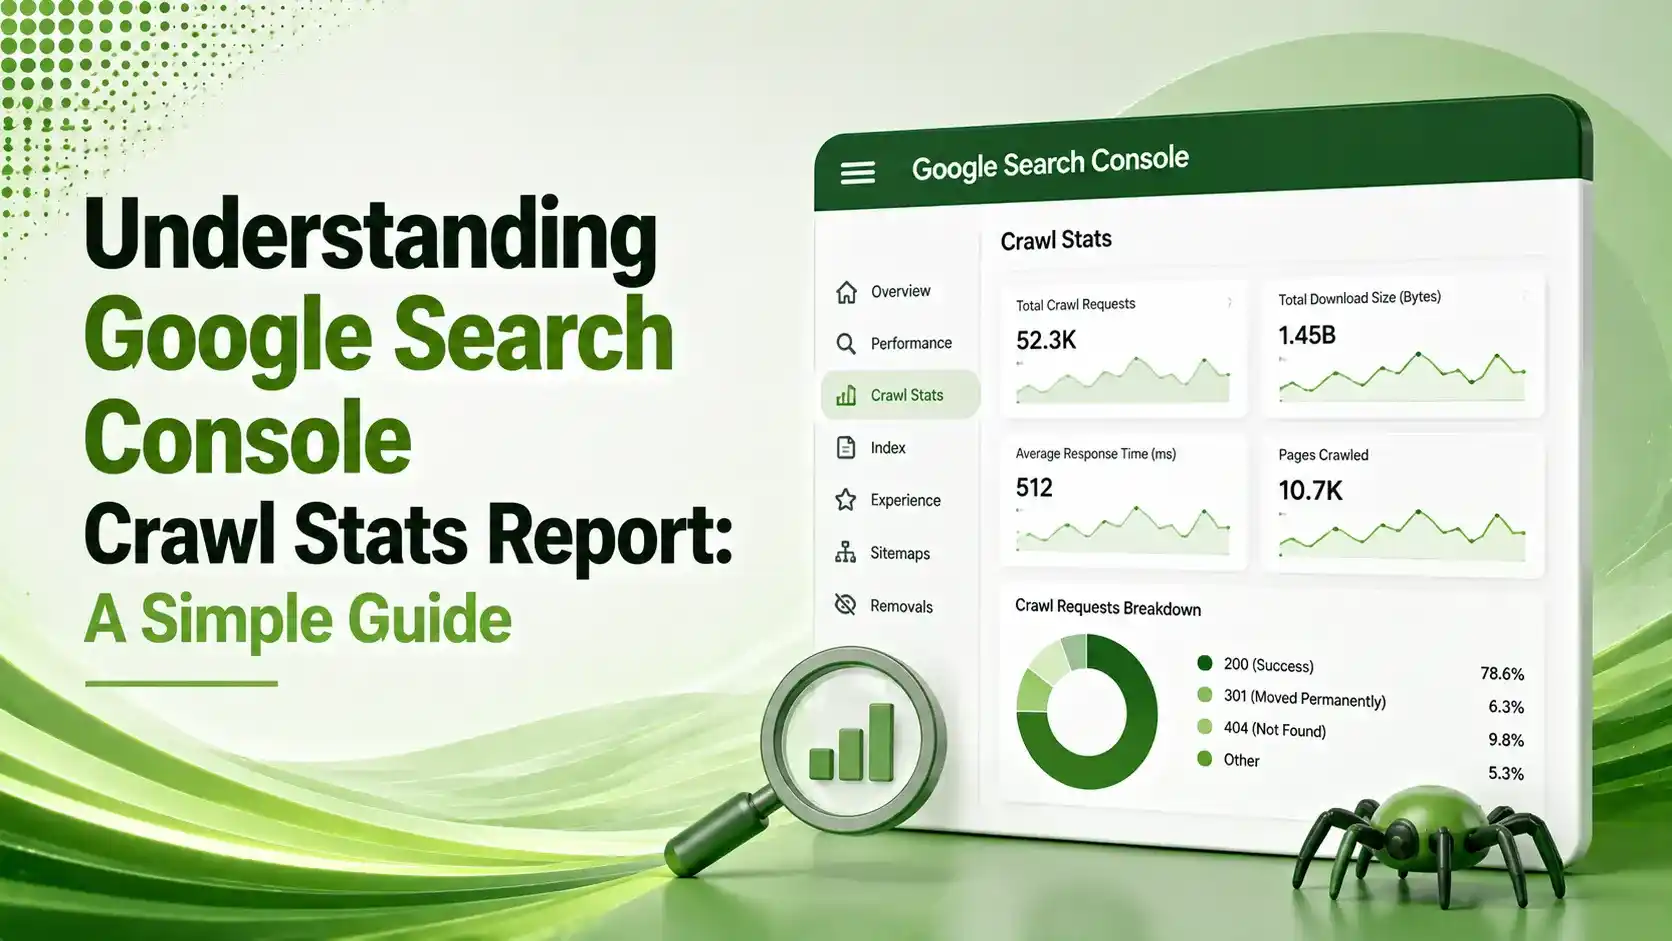 Understanding
Google Search
Console
Crawl Stats Report:
A Simple Guide
Google Search Console
Overview
Performance
Crawl Stats
Index
Experience
Sitemaps
Removals
Crawl Stats
Total Crawl Requests
52.3K
Total Download Size (Bytes)
1.45B
Average Response Time (ms)
512
Pages Crawled
10.7K
Crawl Requests Breakdown
200 (Success) 78.6%
301 (Moved Permanently) 6.3%
404 (Not Found) 9.8%
Other 5.3%